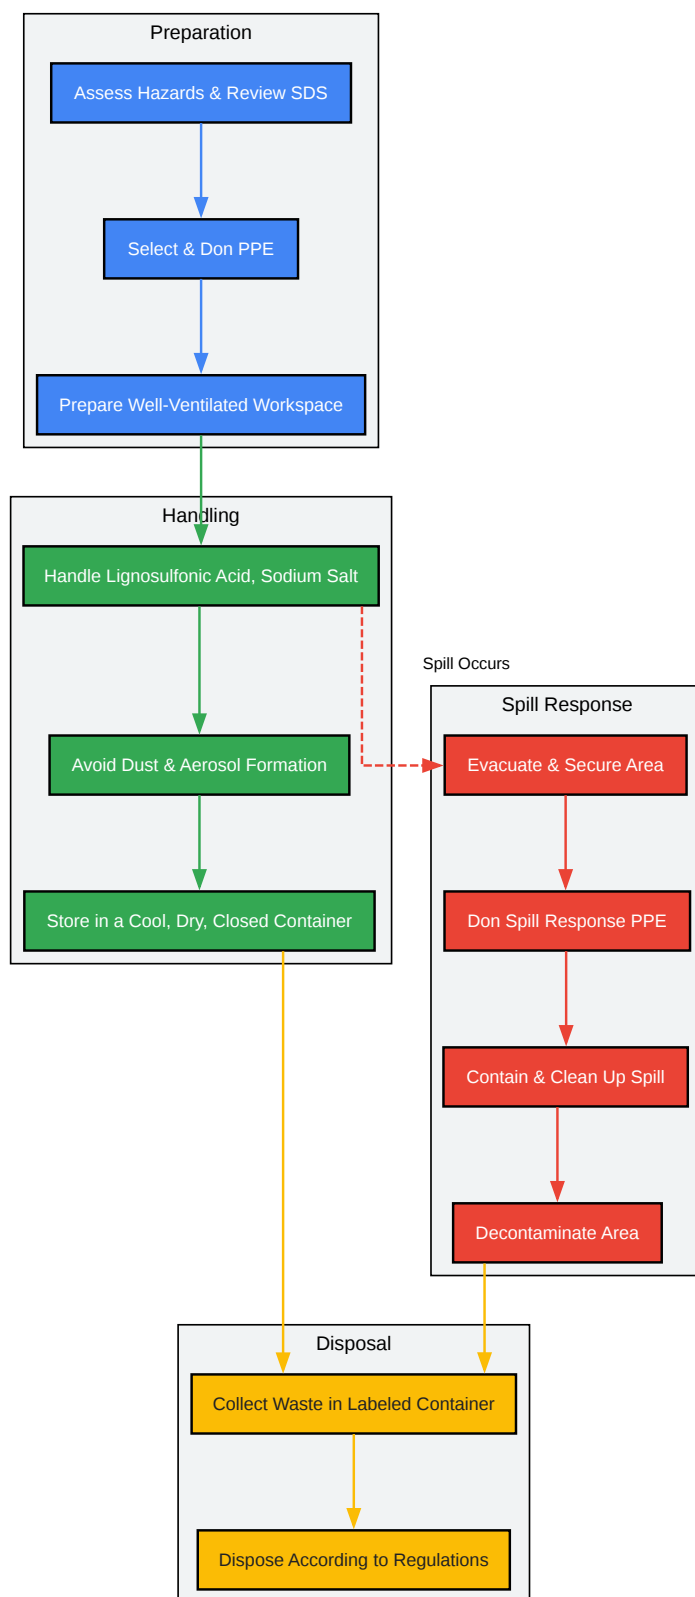 Preparation
Assess Hazards & Review SDS
Select & Don PPE
Prepare Well-Ventilated Workspace
Handling
Handle Lignosulfonic Acid, Sodium Salt
Avoid Dust & Aerosol Formation
Store in a Cool, Dry, Closed Container
Spill Occurs
Spill Response
Evacuate & Secure Area
Don Spill Response PPE
Contain & Clean Up Spill
Decontaminate Area
Disposal
Collect Waste in Labeled Container
Dispose According to Regulations